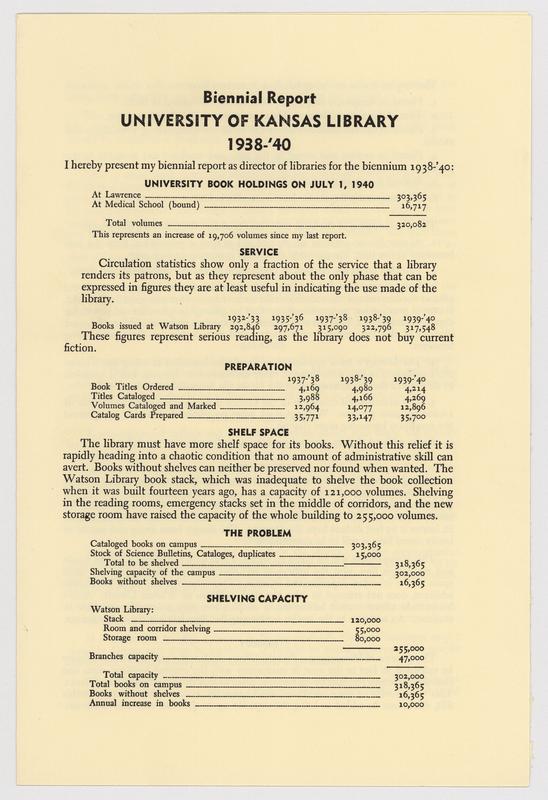 Biennial Report
UNIVERSITY OF KANSAS LIBRARY
1938-'40
I hereby present my biennial report as director of libraries for the biennium 1938-'40:
UNIVERSITY BOOK HOLDINGS ON JULY 1, 1940
At Lawrence 303,365
At Medical School (bound) 16,717
Total volumes 320,082
This represents an increase of 19,706 volumes since my last report.
SERVICE
Circulation statistics show only a fraction of the service that a library
renders its patrons, but as they represent about the only phase that can be
expressed in figures they are at least useful in indicating the use made of the
library.
1932-'33 1935-'36 1937-'38 1938-'39 1939-'40
Books issued at Watson Library 292,846 297,671 315,090 322,796 317,548
These figures represent serious reading, as the library does not buy current
fiction.
PREPARATION
1937-'38 1938-'39 1939-'40
Book Titles Ordered 4,169 4,980 4,214
Titles Cataloged 3,988 4,166 4,269
Volumes Cataloged and Marked 12,964 14,077 12,896
Catalog Cards Prepared 35,771 33,147 35,700
SHELF SPACE
The library must have more shelf space for its books. Without this relief it is
rapidly heading into a chaotic condition that no amount of administrative skill can
avert. Books without shelves can neither be preserved nor found when wanted. The
Watson Library book stack, which was inadequate to shelve the book collection
when it was built fourteen years ago, has a capacity of 121,000 volumes. Shelving
in the reading rooms, emergency stacks set in the middle of corridors, and the new
storage room have raised the capacity of the whole building to 255,000 volumes.
THE PROBLEM
Cataloged books on campus 303,365
Stock of Science Bulletins, Cataloges, duplicates 15,000
Total to be shelved 318,365
Shelving capacity of the campus 302,000
Books without shelves 16,365
SHELVING CAPACITY
Watson Library:
Stack 120,000
Room and corridor shelving 55,000
Storage room 80,000
255,000
Branches capacity 47,000
Total capacity 302,000
Total books on campus 318,365
Books without shelves 16,365
Annual increase in books 10,000